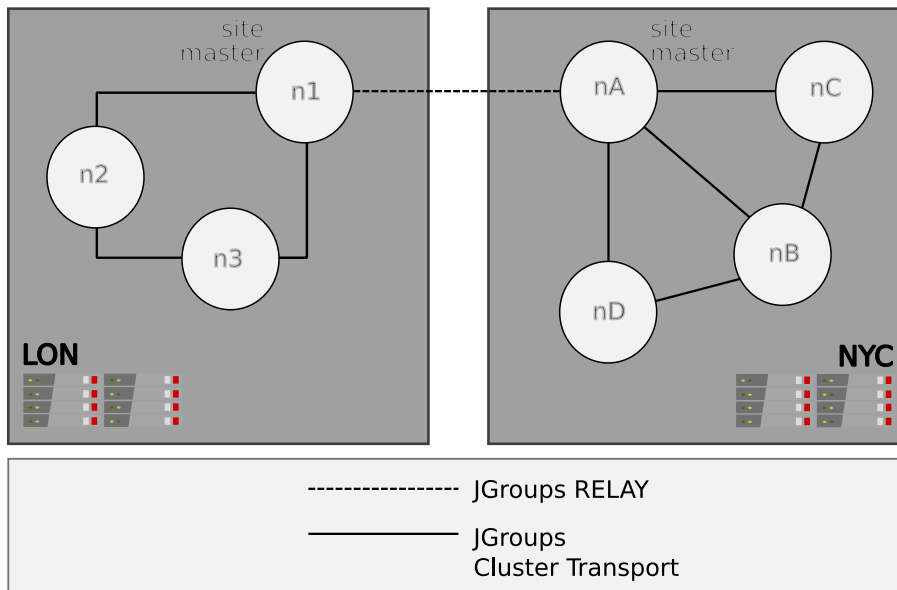 site
master
n1
n2
n3
LON
site
master
nA
nC
nB
nD
NYC
JGroups RELAY
JGroups
Cluster Transport